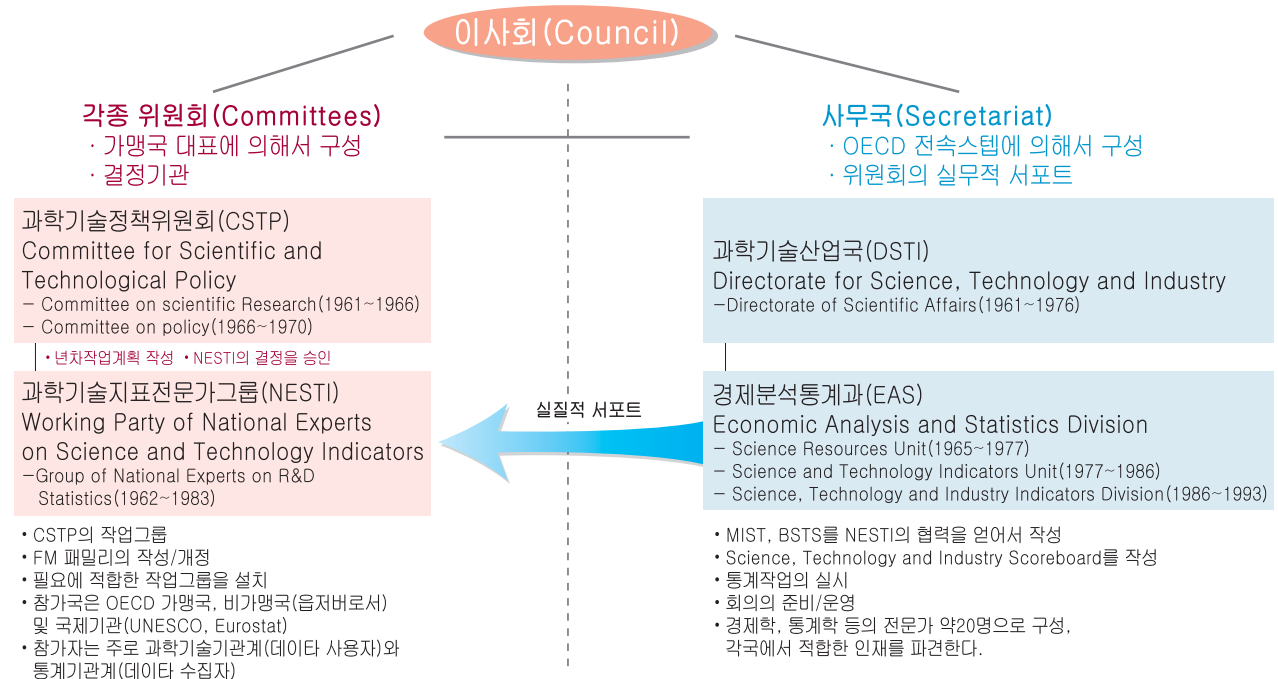 이사회(Council)
각종 위원회(Committees)
· 가맹국 대표에 의해서 구성
· 결정기관
과학기술정책위원회(CSTP)
Committee for Scientific and
Technological Policy
- Committee on scientific Research(1961~1966)
- Committee on policy(1966~1970)
• 년차작업계획 작성 • NESTI의 결정을 승인
과학기술지표전문가그룹(NESTI)
Working Party of National Experts
on Science and Technology Indicators
-Group of National Experts on R&D
Statistics(1962~1983)
• CSTP의 작업그룹
• FM 패밀리의 작성/개정
• 필요에 적합한 작업그룹을 설치
• 참가국은 OECD 가맹국, 비가맹국(읍저버로서)
및 국제기관(UNESCO, Eurostat)
• 참가자는 주로 과학기술기관계(데이타 사용자)와
통계기관계(데이타 수집자)
실질적 서포트
사무국(Secretariat)
· OECD 전속스텝에 의해서 구성
· 위원회의 실무적 서포트
과학기술산업국(DSTI)
Directorate for Science, Technology and Industry
-Directorate of Scientific Affairs(1961~1976)
경제분석통계과(EAS)
Economic Analysis and Statistics Division
- Science Resources Unit(1965~1977)
- Science and Technology Indicators Unit(1977~1986)
- Science, Technology and Industry Indicators Division(1986~1993)
• MIST, BSTS를 NESTI의 협력을 얻어서 작성
• Science, Technology and Industry Scoreboard를 작성
• 통계작업의 실시
• 회의의 준비/운영
• 경제학, 통계학 등의 전문가 약20명으로 구성,
각국에서 적합한 인재를 파견한다.